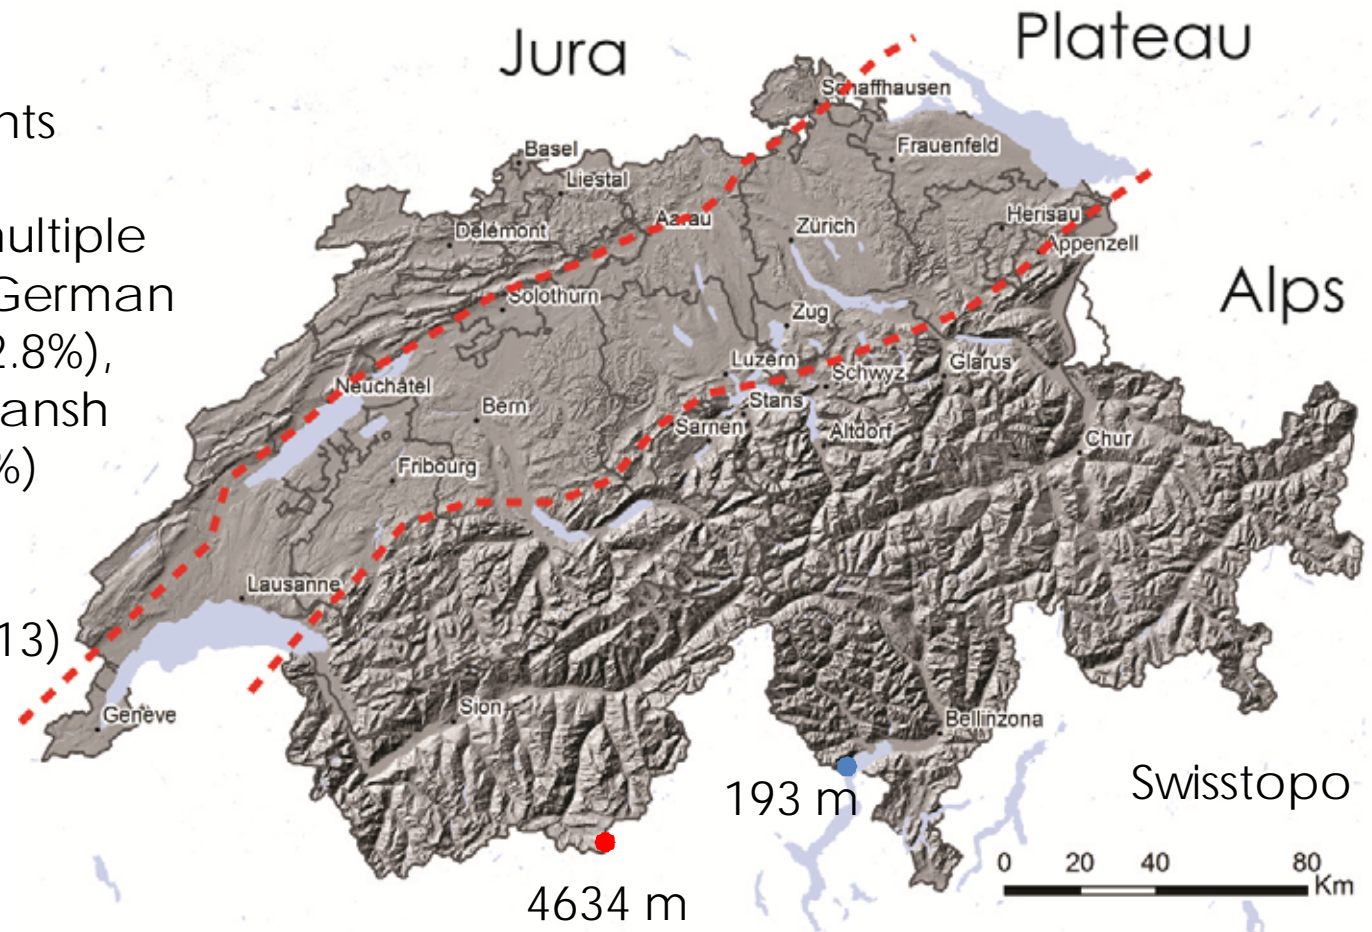 Jura
Plateau
Alps
nts
nultiple
German
2.8%),
ansh
%)
13)
Schaffhausen
Frauenfeld
Basel
Liestal
Delémont
Aarau
Zürich
Herisau
Appenzell
Solothurn
Zug
Luzern
Schwyz
Glarus
Neuchâtel
Bern
Stans
Sarnen
Altdorf
Chur
Fribourg
Lausanne
Genève
Sion
Bellinzona
193 m
4634 m
Swisstopo
0 20 40 80
Km